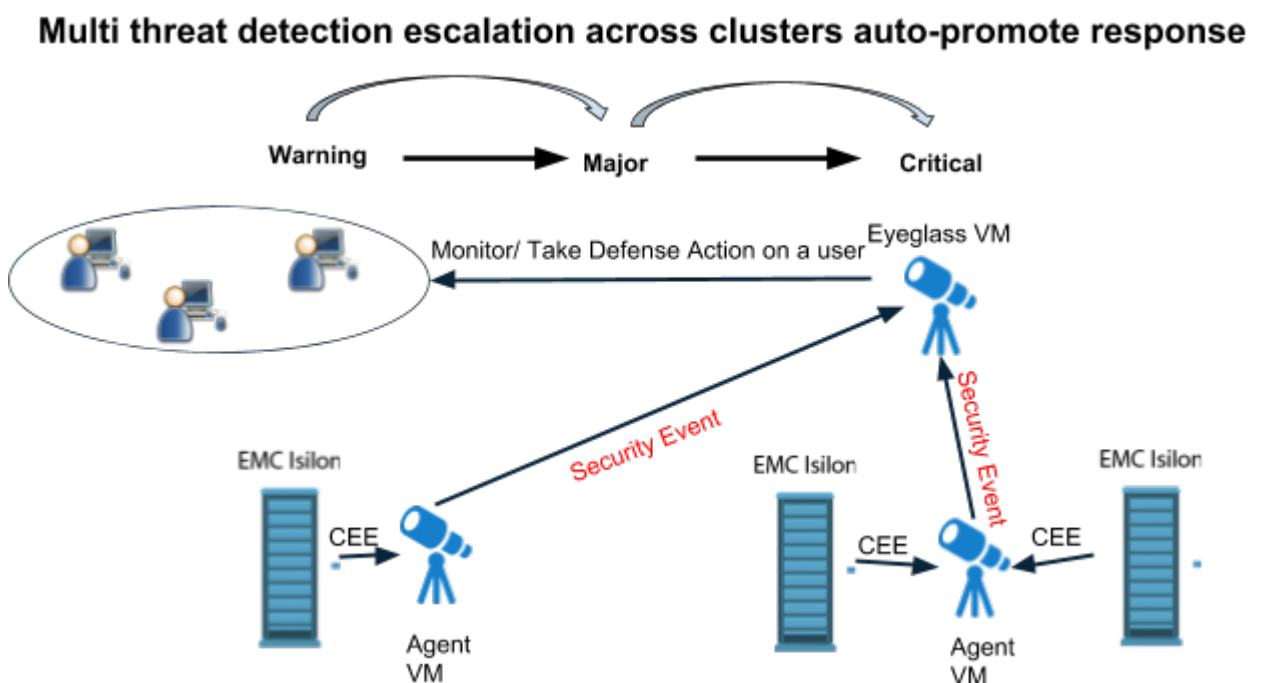 Multi threat detection escalation across clusters auto-promote response
Warning
Major
Critical
Monitor/ Take Defense Action on a user
Eyeglass VM
Security Event
Security Event
EMC Isilon
EMC Isilon
EMC Isilon
CEE
CEE
CEE
Agent
VM
Agent
VM